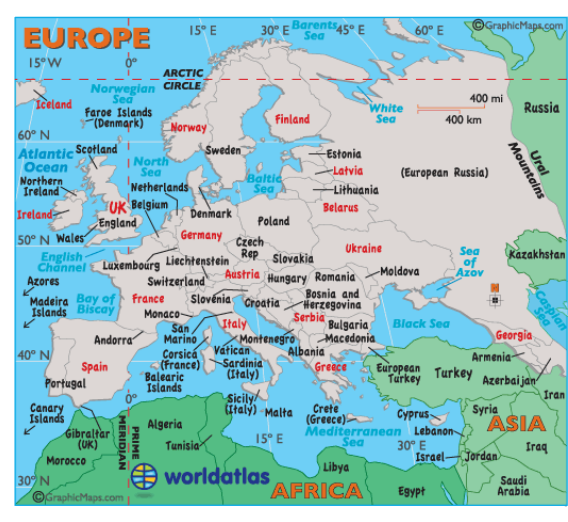 EUROPE
©GraphicMaps.com
15° W
0°
15° E
30° E
Barents
Sea
45° E
60° E
ARCTIC
CIRCLE
Norwegian
Sea
Iceland
Faroe Islands
(Denmark)
White
Sea
400 mi
400 km
Russia
Norway
Finland
60° N
Scotland
Sweden
Ural
Mountains
Atlantic
Ocean
North
Sea
Estonia
Latvia
Lithuania
(European Russia)
Northern
Ireland
Netherlands
Baltic
Sea
Belgium
UK
Denmark
Belarus
Ireland
England
Poland
Wales
Germany
50° N
Czech
Rep
Ukraine
English
Channel
Luxembourg
Liechtenstein
Slovakia
Sea
of
Azov
Kazakhstan
Azores
Switzerland
Austria
Hungary
Romania
Moldova
Madeira
Islands
Bay of
Biscay
France
Slovenia
Croatia
Bosnia and
Herzegovina
Caspian
Sea
Monaco
San
Marino
Italy
Serbia
Bulgaria
Black Sea
Georgia
Andorra
Montenegro
Macedonia
40° N
Corsica
(France)
Vatican
Albania
Armenia
Spain
Sardinia
(Italy)
Greece
European
Turkey
Turkey
Azerbaijan
Portugal
Balearic
Islands
Iran
0°
Sicily
(Italy)
Malta
Crete
(Greece)
Cyprus
Syria
Canary
Islands
Gibraltar
(UK)
PRIME
MERIDIAN
Algeria
Mediterranean
Sea
Lebanon
ASIA
Tunisia
15° E
30° E
Morocco
Israel
Jordan
Iraq
worldatlas
Libya
30° N
AFRICA
Egypt
Saudi
Arabia
©GraphicMaps.com